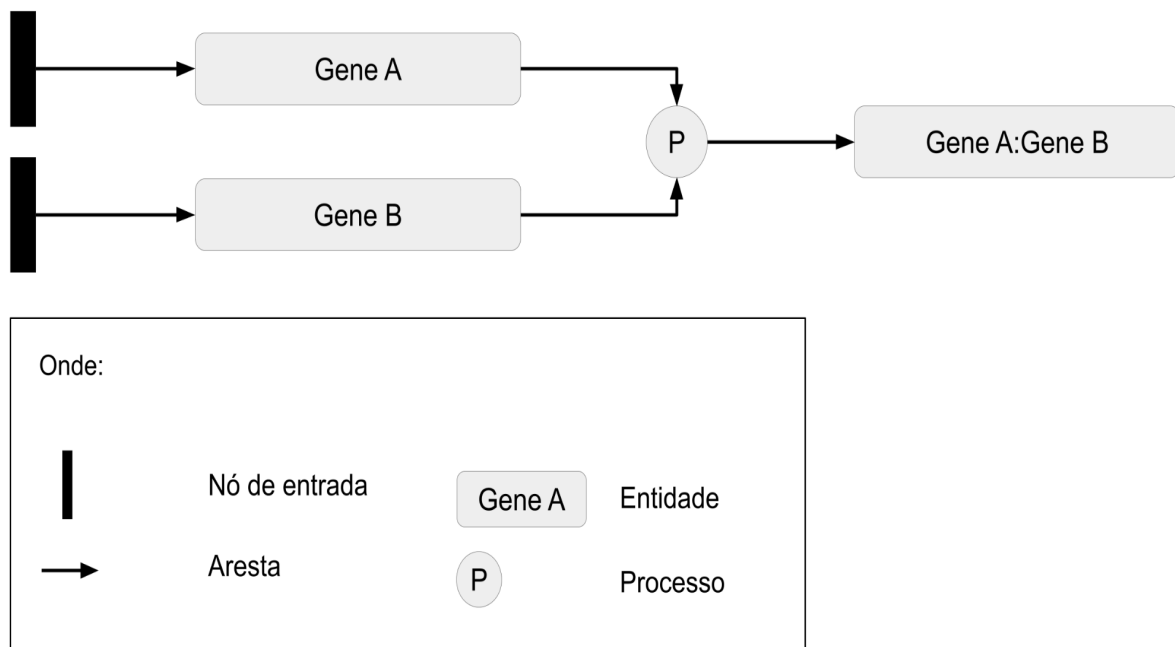 Gene A
P
Gene A:Gene B
Gene B
Onde:
Nó de entrada
Gene A
Entidade
Aresta
P
Processo